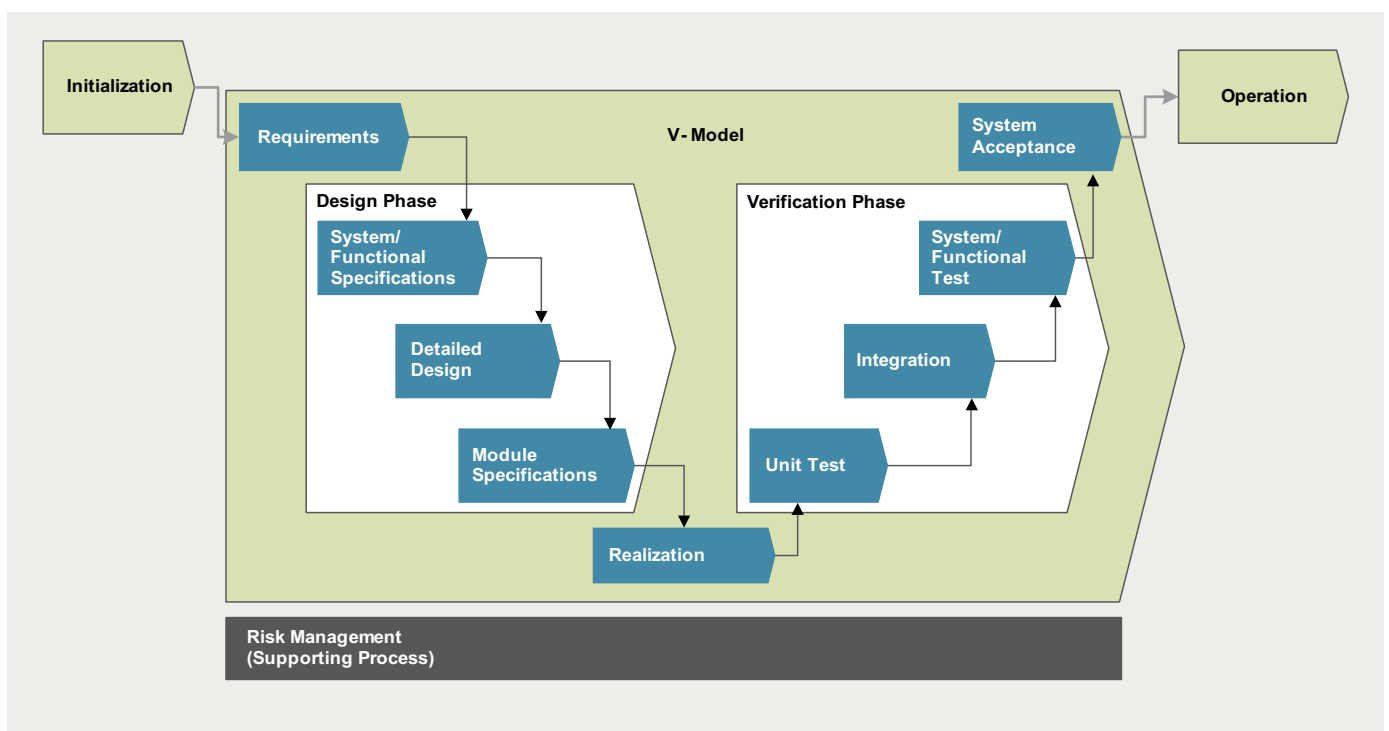 Initialization
Operation
Requirements
V- Model
System
Acceptance
Design Phase
Verification Phase
System/
Functional
Specifications
System/
Functional
Test
Detailed
Design
Integration
Module
Specifications
Unit Test
Realization
Risk Management
(Supporting Process)